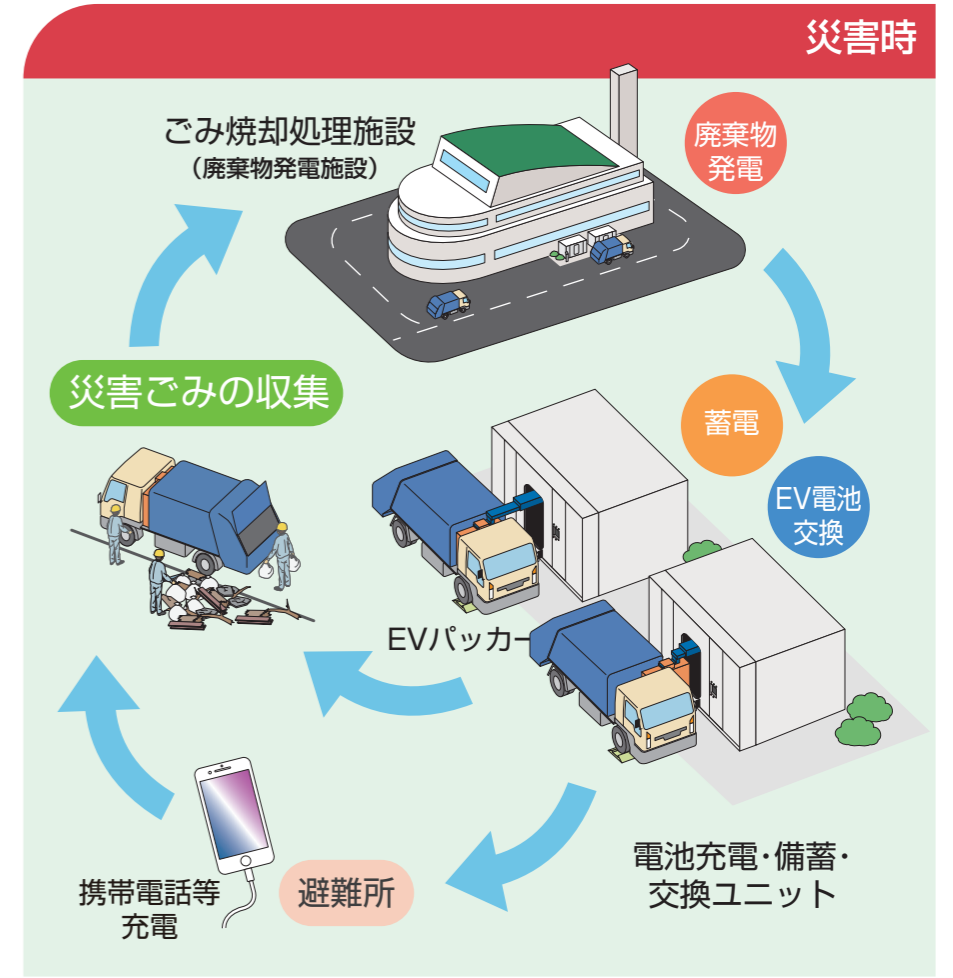 災害時
ごみ焼却処理施設
（廃棄物発電施設）
廃棄物
発電
災害ごみの収集
蓄電
EV電池
交換
EVパッカー
電池充電・備蓄・
交換ユニット
避難所
携帯電話等
充電